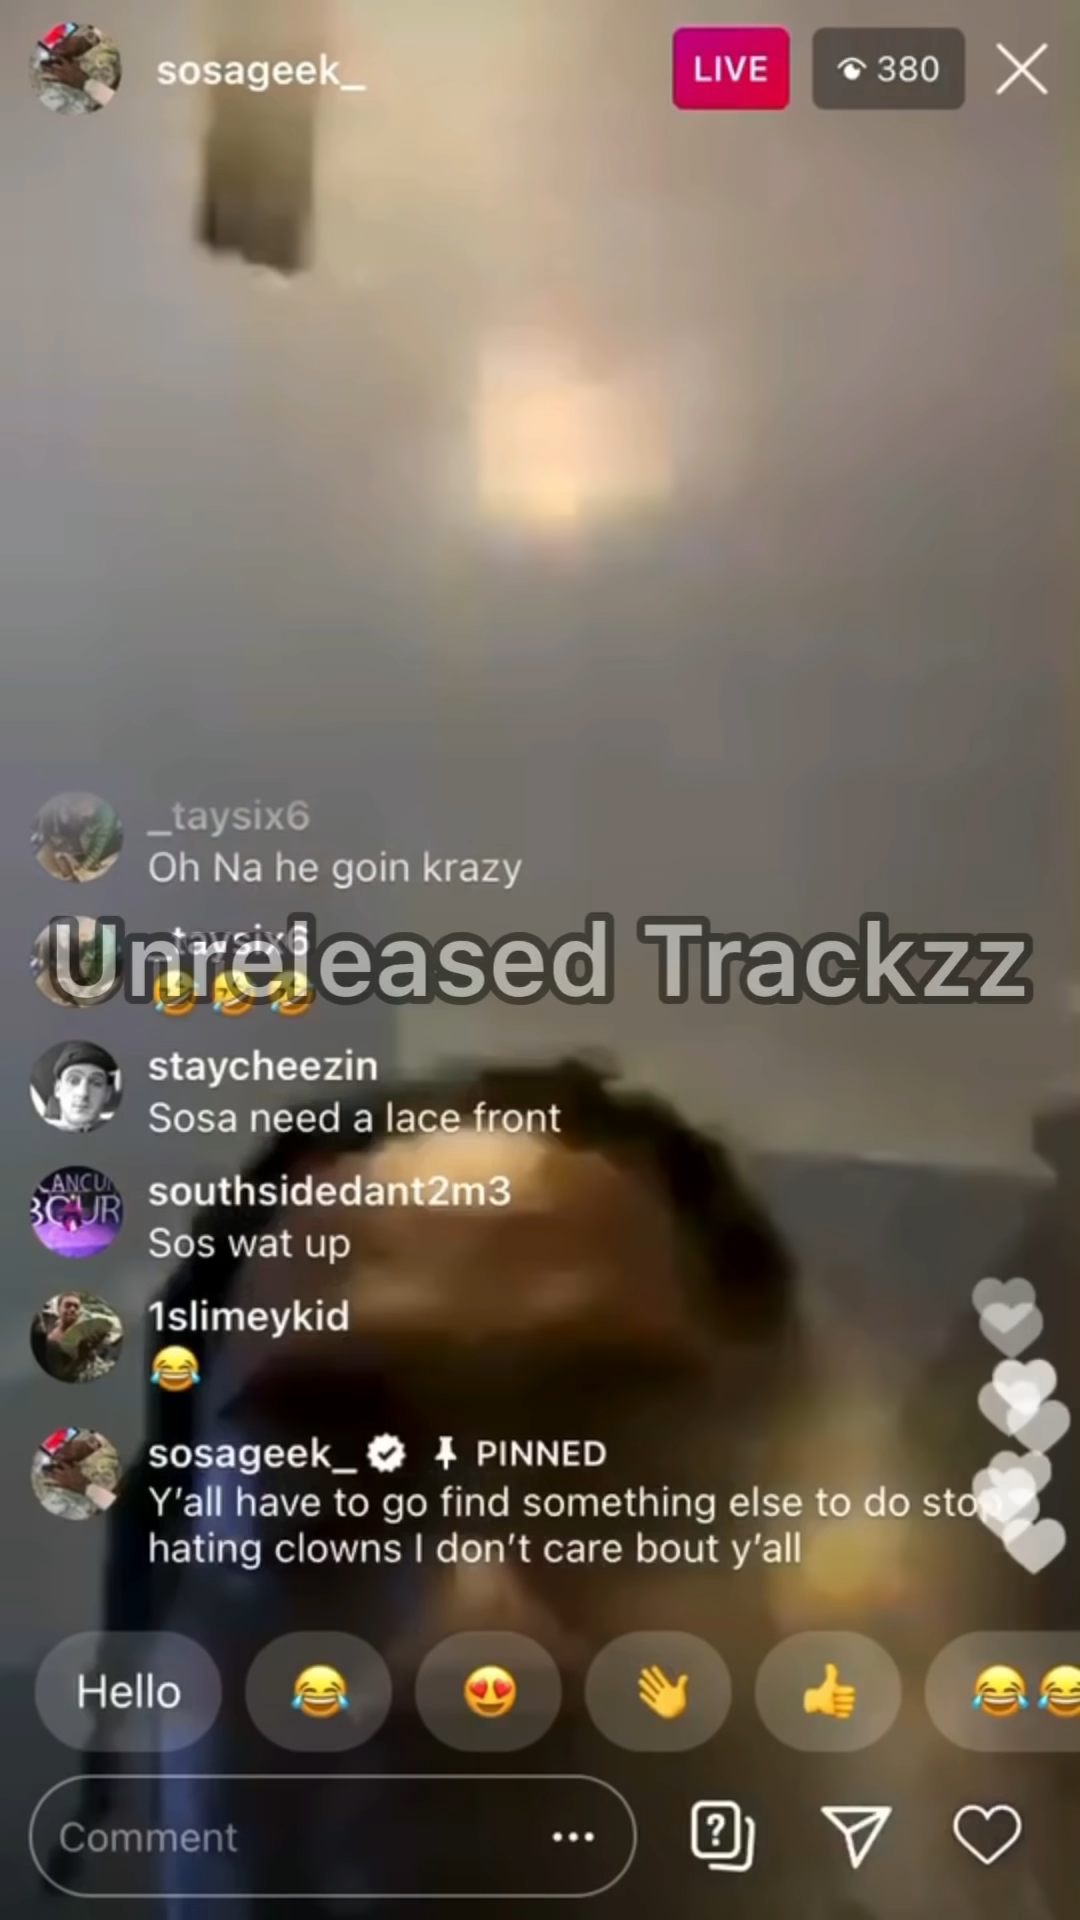 sosageek_
LIVE
380
_taysix6
Oh Na he goin krazy
_taysix6
🤣🤣🤣
Unreleased Trackzz
staycheezin
Sosa need a lace front
southsidedant2m3
Sos wat up
1slimeykid
😂
sosageek_ PINNED
Y’all have to go find something else to do stop
hating clowns I don’t care bout y’all
Hello 😂 😍 👋 👍 😂😂
Comment